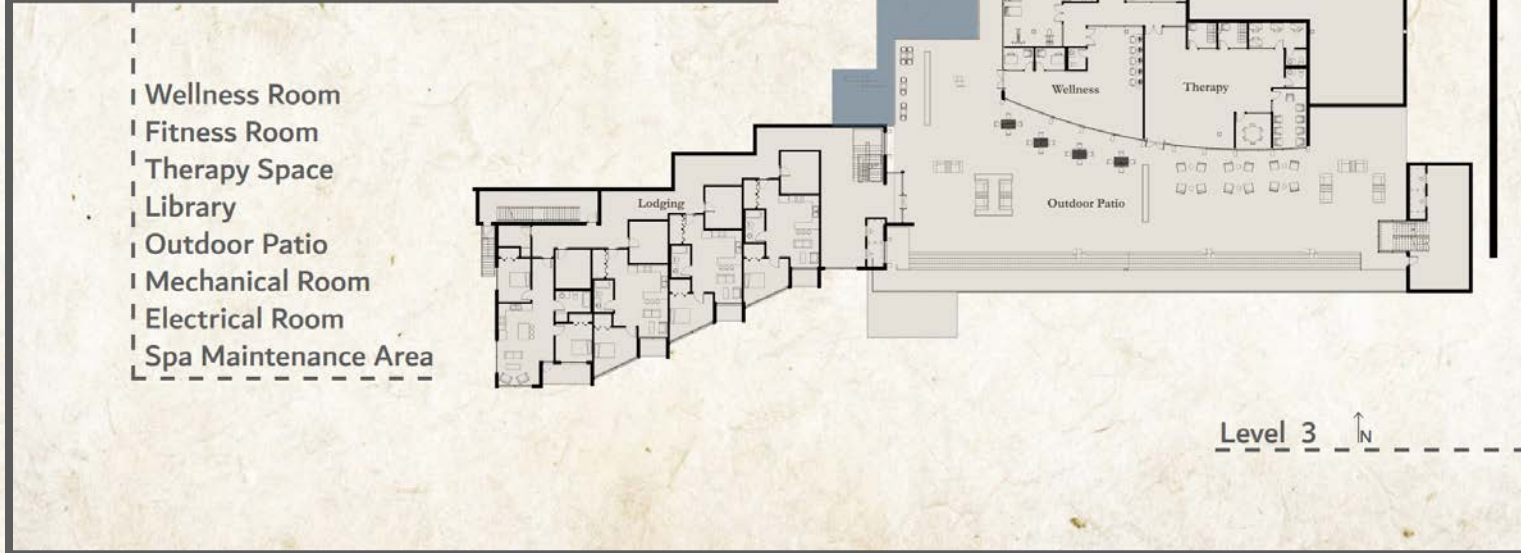 Wellness Room
Fitness Room
Therapy Space
Library
Outdoor Patio
Mechanical Room
Electrical Room
Spa Maintenance Area
Wellness
Therapy
Lodging
Outdoor Patio
Level 3 N